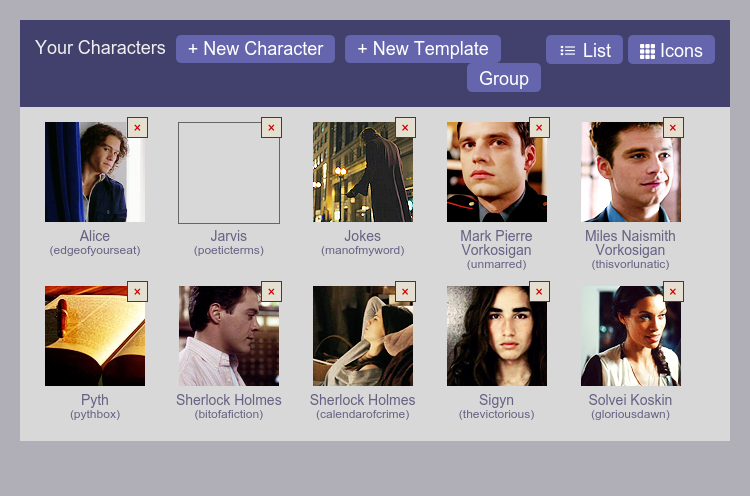 Your Characters
+ New Character
+ New Template
List
Icons
Group
×
×
×
×
×
Alice
(edgeofyourseat)
Jarvis
(poeticterms)
Jokes
(manofmyword)
Mark Pierre
Vorkosigan
(unmarred)
Miles Naismith
Vorkosigan
(thisvorlunatic)
×
×
×
×
×
Pyth
(pythbox)
Sherlock Holmes
(bitofafiction)
Sherlock Holmes
(calendarofcrime)
Sigyn
(thevictorious)
Solvei Koskin
(gloriousdawn)